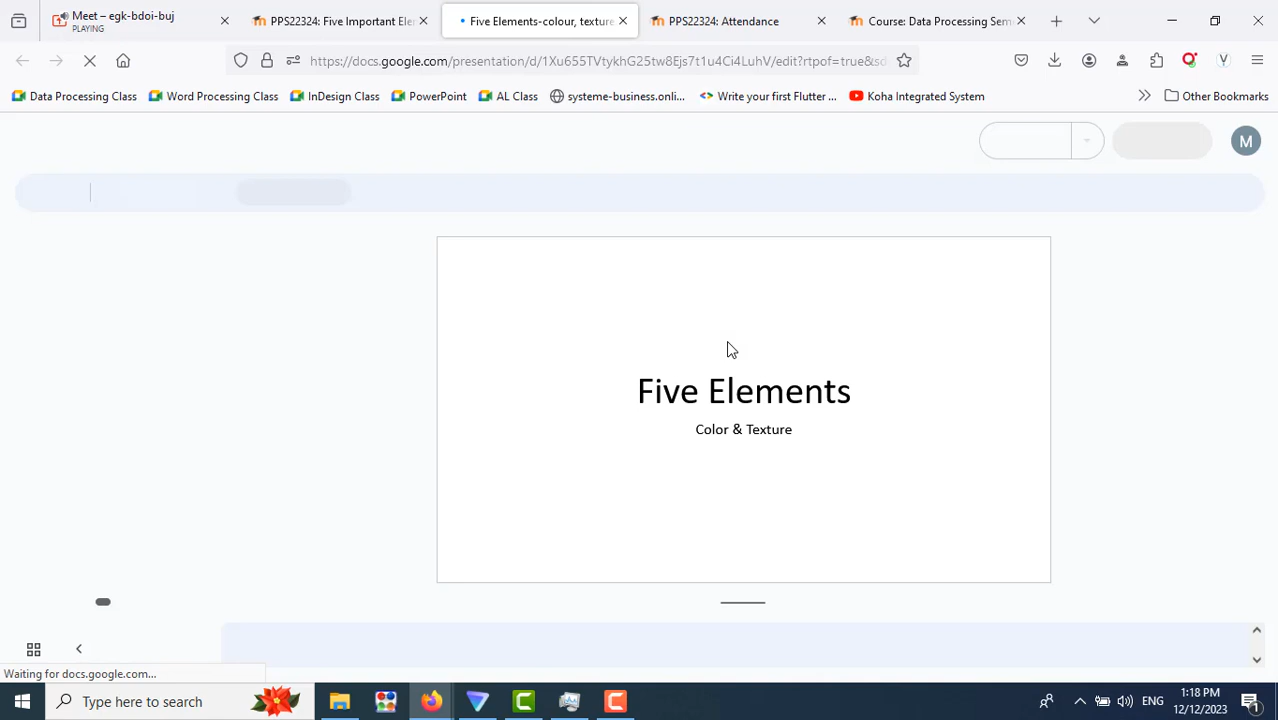 Meet – egk-bdoi-buj
PLAYING
PPS22324: Five Important Elem
Five Elements-colour, texture
PPS22324: Attendance
Course: Data Processing Sem
https://docs.google.com/presentation/d/1Xu655TVtykhG25tw8Ejs7t1u4Ci4LuhV/edit?rtpof=true&sd
Data Processing Class
Word Processing Class
InDesign Class
PowerPoint
AL Class
systeme-business.onli...
Write your first Flutter ...
Koha Integrated System
Other Bookmarks
M
Five Elements
Color & Texture
Waiting for docs.google.com...
Type here to search
ENG
1:18 PM
12/12/2023
1